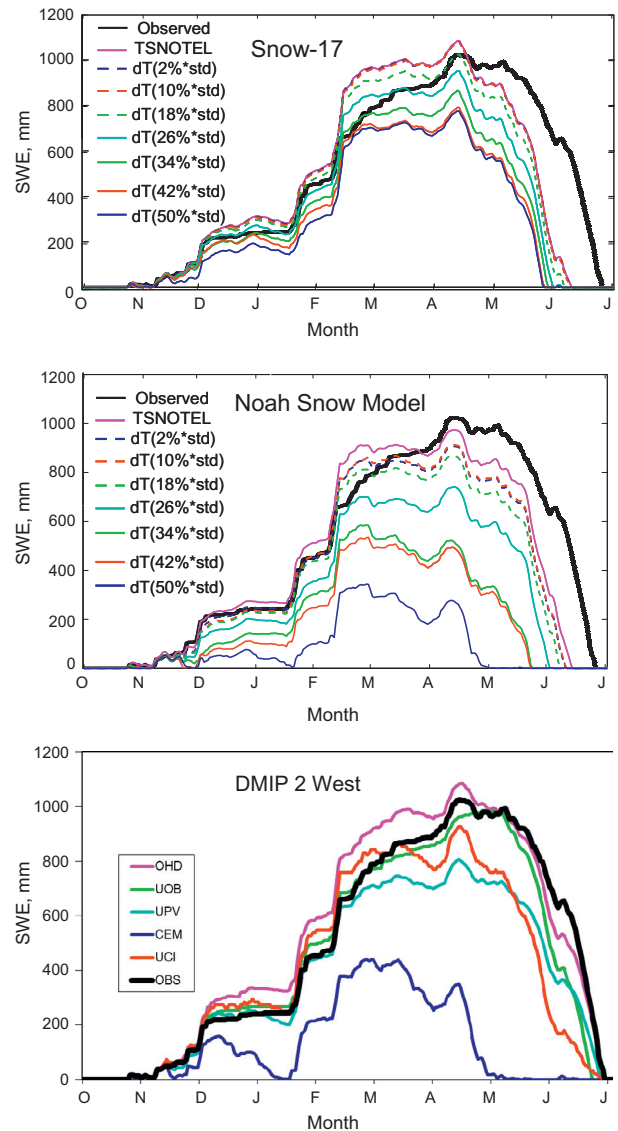 Snow-17
Observed
TSNOTEL
dT(2%*std)
dT(10%*std)
dT(18%*std)
dT(26%*std)
dT(34%*std)
dT(42%*std)
dT(50%*std)
SWE, mm
1200
1000
800
600
400
200
0
O N D J F M A M J J
Month
Noah Snow Model
Observed
TSNOTEL
dT(2%*std)
dT(10%*std)
dT(18%*std)
dT(26%*std)
dT(34%*std)
dT(42%*std)
dT(50%*std)
SWE, mm
1200
1000
800
600
400
200
0
O N D J F M A M J J
Month
DMIP 2 West
OHD
UOB
UPV
CEM
UCI
OBS
SWE, mm
1200
1000
800
600
400
200
0
O N D J F M A M J J
Month